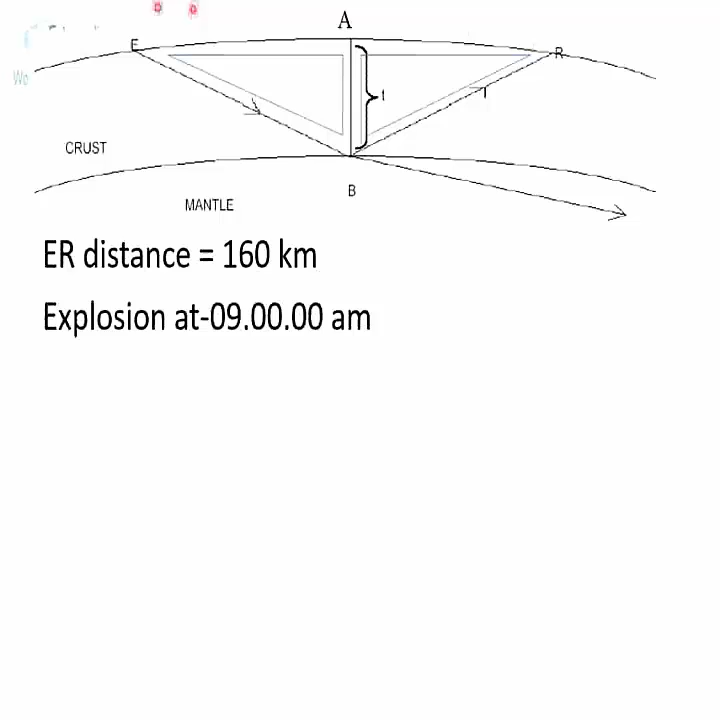 A
E
R
t
CRUST
B
MANTLE
ER distance = 160 km
Explosion at-09.00.00 am